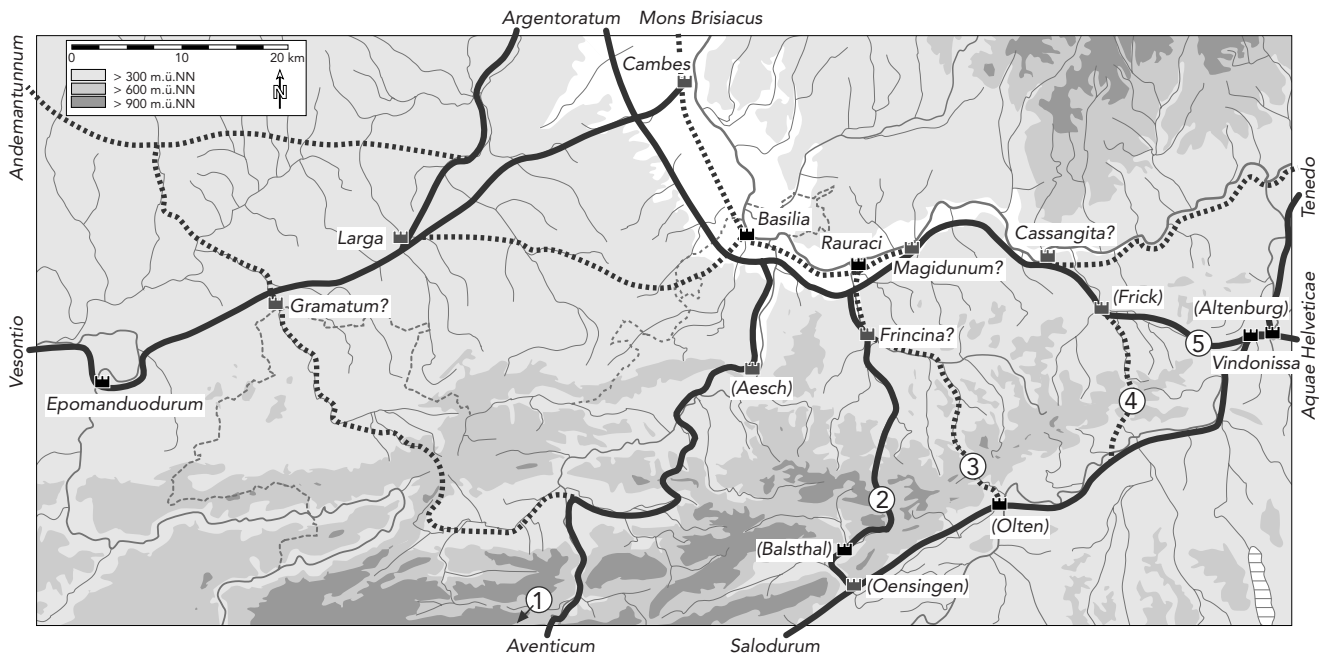 Argentoratum
Mons Brisiacus
Andemantunnum
0
10
20 km
> 300 m.ü.NN
> 600 m.ü.NN
> 900 m.ü.NN
N
Cambes
Tenedo
Basilia
Larga
Rauraci
Cassangita?
Magidunum?
Gramatum?
(Frick)
(Altenburg)
Frincina?
5
Vesontio
Vindonissa
Aquae Helveticae
Epomanduodurum
(Aesch)
4
3
2
(Olten)
(Balsthal)
(Oensingen)
1
Aventicum
Salodurum